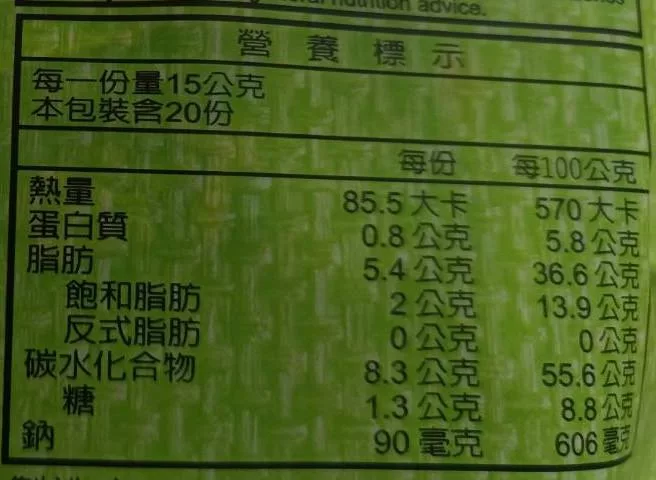 nutrition advice.
營養標示
每一份量15公克
本包裝含20份
每份 每100公克
熱量 85.5 大卡 570 大卡
蛋白質 0.8 公克 5.8 公克
脂肪 5.4 公克 36.6 公克
飽和脂肪 2 公克 13.9 公克
反式脂肪 0 公克 0 公克
碳水化合物 8.3 公克 55.6 公克
糖 1.3 公克 8.8 公克
鈉 90 毫克 606 毫克